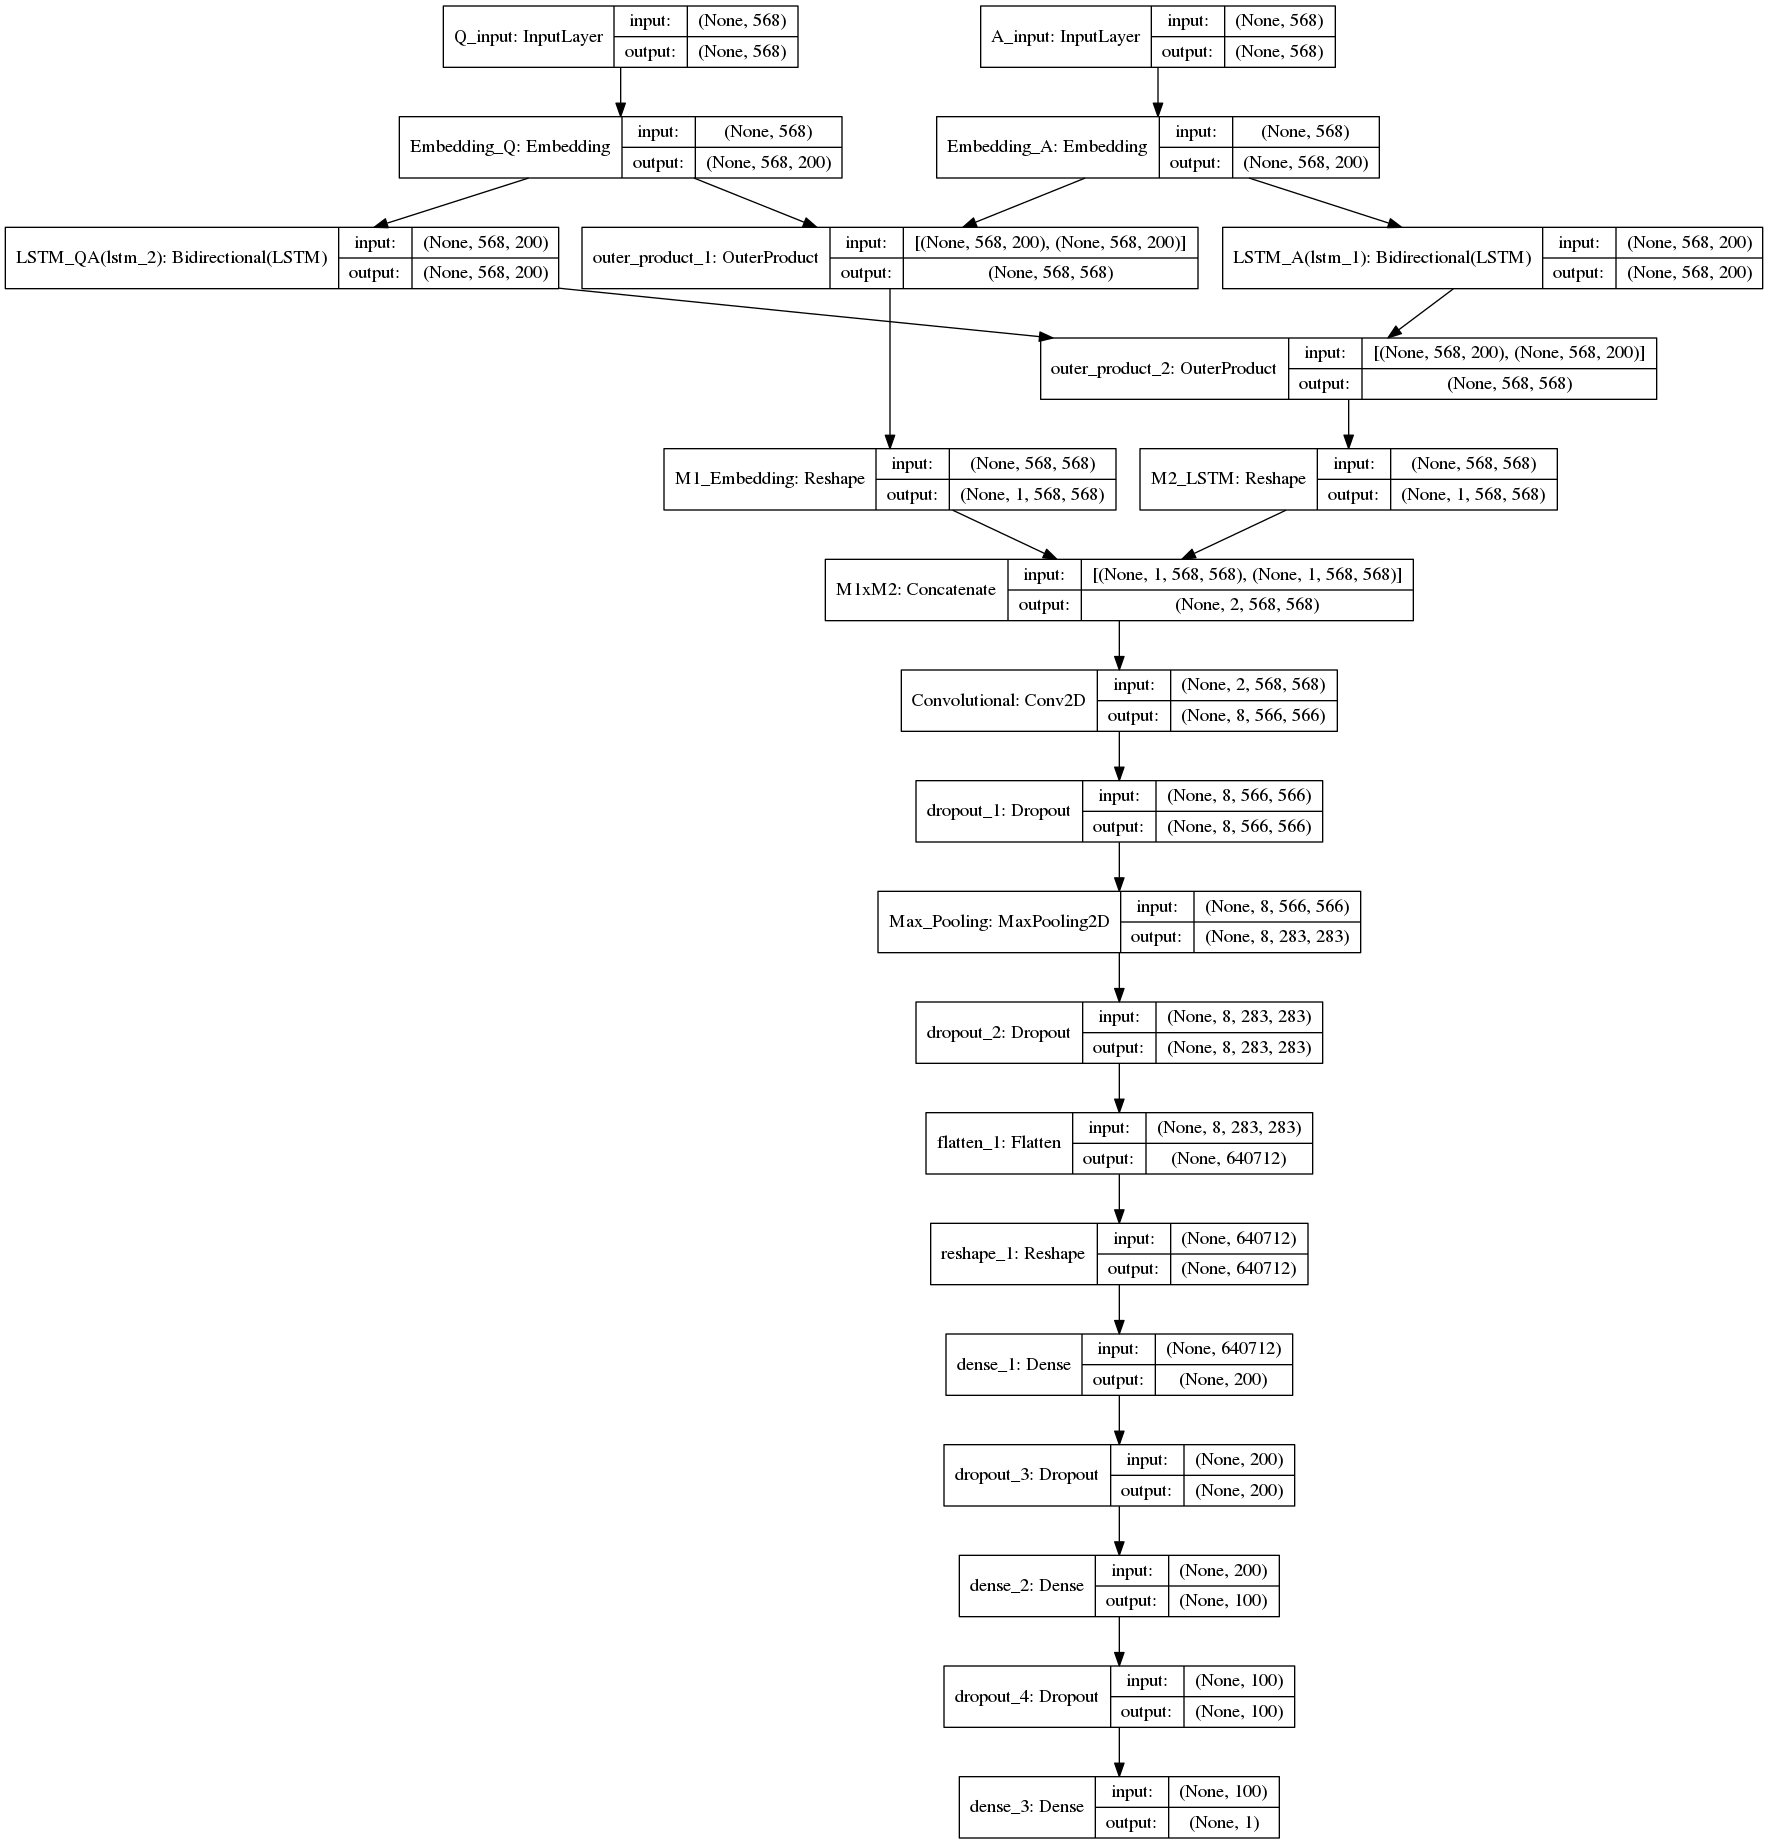 Q_input: InputLayer
input: (None, 568)
output: (None, 568)
A_input: InputLayer
input: (None, 568)
output: (None, 568)
Embedding_Q: Embedding
input: (None, 568)
output: (None, 568, 200)
Embedding_A: Embedding
input: (None, 568)
output: (None, 568, 200)
LSTM_QA(lstm_2): Bidirectional(LSTM)
input: (None, 568, 200)
output: (None, 568, 200)
outer_product_1: OuterProduct
input: [(None, 568, 200), (None, 568, 200)]
output: (None, 568, 568)
LSTM_A(lstm_1): Bidirectional(LSTM)
input: (None, 568, 200)
output: (None, 568, 200)
outer_product_2: OuterProduct
input: [(None, 568, 200), (None, 568, 200)]
output: (None, 568, 568)
M1_Embedding: Reshape
input: (None, 568, 568)
output: (None, 1, 568, 568)
M2_LSTM: Reshape
input: (None, 568, 568)
output: (None, 1, 568, 568)
M1xM2: Concatenate
input: [(None, 1, 568, 568), (None, 1, 568, 568)]
output: (None, 2, 568, 568)
Convolutional: Conv2D
input: (None, 2, 568, 568)
output: (None, 8, 566, 566)
dropout_1: Dropout
input: (None, 8, 566, 566)
output: (None, 8, 566, 566)
Max_Pooling: MaxPooling2D
input: (None, 8, 566, 566)
output: (None, 8, 283, 283)
dropout_2: Dropout
input: (None, 8, 283, 283)
output: (None, 8, 283, 283)
flatten_1: Flatten
input: (None, 8, 283, 283)
output: (None, 640712)
reshape_1: Reshape
input: (None, 640712)
output: (None, 640712)
dense_1: Dense
input: (None, 640712)
output: (None, 200)
dropout_3: Dropout
input: (None, 200)
output: (None, 200)
dense_2: Dense
input: (None, 200)
output: (None, 100)
dropout_4: Dropout
input: (None, 100)
output: (None, 100)
dense_3: Dense
input: (None, 100)
output: (None, 1)